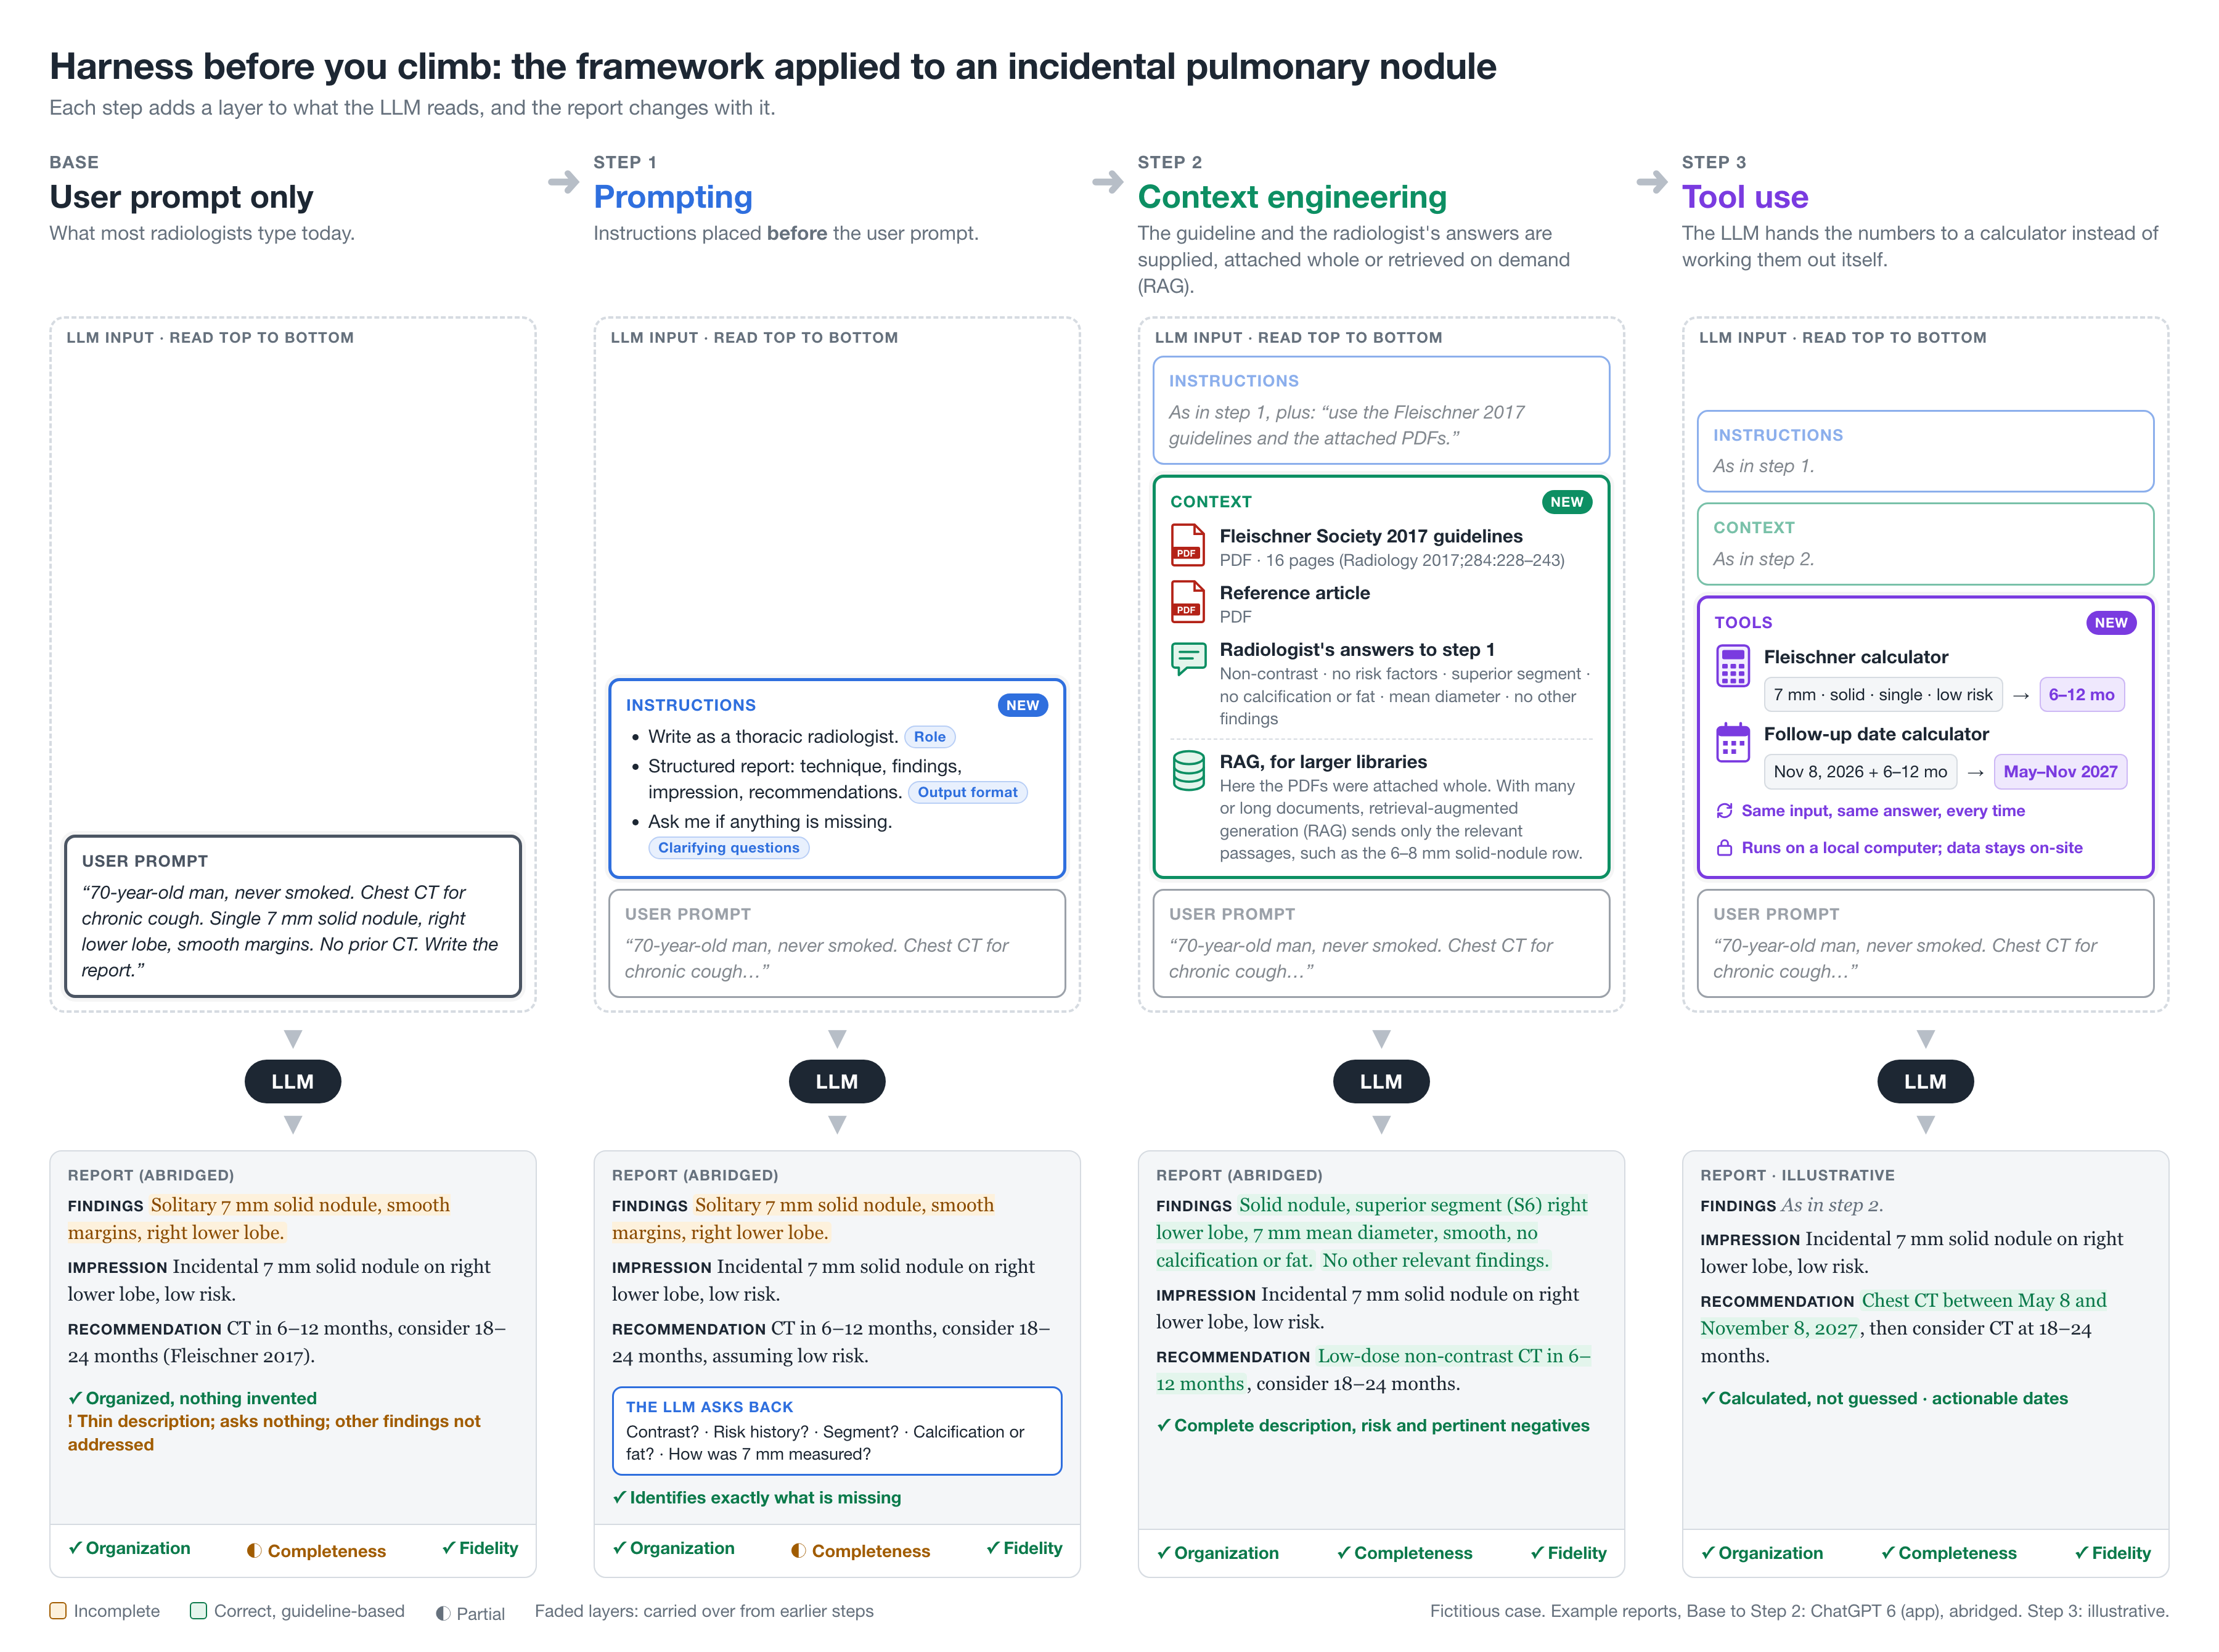 Harness before you climb: the framework applied to an incidental pulmonary nodule
Each step adds a layer to what the LLM reads, and the report changes with it.
BASE
User prompt only
What most radiologists type today.
LLM INPUT · READ TOP TO BOTTOM
USER PROMPT
“70-year-old man, never smoked. Chest CT for
chronic cough. Single 7 mm solid nodule, right
lower lobe, smooth margins. No prior CT. Write the
report.”
LLM
REPORT (ABRIDGED)
FINDINGS Solitary 7 mm solid nodule, smooth
margins, right lower lobe.
IMPRESSION Incidental 7 mm solid nodule on right
lower lobe, low risk.
RECOMMENDATION CT in 6–12 months, consider 18–
24 months (Fleischner 2017).
✓ Organized, nothing invented
! Thin description; asks nothing; other findings not
addressed
✓ Organization ◐ Completeness ✓ Fidelity
➜
STEP 1
Prompting
Instructions placed before the user prompt.
LLM INPUT · READ TOP TO BOTTOM
INSTRUCTIONS NEW
• Write as a thoracic radiologist. Role
• Structured report: technique, findings,
impression, recommendations. Output format
• Ask me if anything is missing.
Clarifying questions
USER PROMPT
“70-year-old man, never smoked. Chest CT for
chronic cough…”
LLM
REPORT (ABRIDGED)
FINDINGS Solitary 7 mm solid nodule, smooth
margins, right lower lobe.
IMPRESSION Incidental 7 mm solid nodule on right
lower lobe, low risk.
RECOMMENDATION CT in 6–12 months, consider 18–
24 months, assuming low risk.
THE LLM ASKS BACK
Contrast? · Risk history? · Segment? · Calcification or
fat? · How was 7 mm measured?
✓ Identifies exactly what is missing
✓ Organization ◐ Completeness ✓ Fidelity
➜
STEP 2
Context engineering
The guideline and the radiologist's answers are
supplied, attached whole or retrieved on demand
(RAG).
LLM INPUT · READ TOP TO BOTTOM
INSTRUCTIONS
As in step 1, plus: “use the Fleischner 2017
guidelines and the attached PDFs.”
CONTEXT NEW
PDF
Fleischner Society 2017 guidelines
PDF · 16 pages (Radiology 2017;284:228–243)
PDF
Reference article
PDF
Radiologist's answers to step 1
Non-contrast · no risk factors · superior segment ·
no calcification or fat · mean diameter · no other
findings
RAG, for larger libraries
Here the PDFs were attached whole. With many
or long documents, retrieval-augmented
generation (RAG) sends only the relevant
passages, such as the 6–8 mm solid-nodule row.
USER PROMPT
“70-year-old man, never smoked. Chest CT for
chronic cough…”
LLM
REPORT (ABRIDGED)
FINDINGS Solid nodule, superior segment (S6) right
lower lobe, 7 mm mean diameter, smooth, no
calcification or fat. No other relevant findings.
IMPRESSION Incidental 7 mm solid nodule on right
lower lobe, low risk.
RECOMMENDATION Low-dose non-contrast CT in 6–
12 months, consider 18–24 months.
✓ Complete description, risk and pertinent negatives
✓ Organization ✓ Completeness ✓ Fidelity
➜
STEP 3
Tool use
The LLM hands the numbers to a calculator instead of
working them out itself.
LLM INPUT · READ TOP TO BOTTOM
INSTRUCTIONS
As in step 1.
CONTEXT
As in step 2.
TOOLS NEW
Fleischner calculator
7 mm · solid · single · low risk → 6–12 mo
Follow-up date calculator
Nov 8, 2026 + 6–12 mo → May–Nov 2027
Same input, same answer, every time
Runs on a local computer; data stays on-site
USER PROMPT
“70-year-old man, never smoked. Chest CT for
chronic cough…”
LLM
REPORT · ILLUSTRATIVE
FINDINGS As in step 2.
IMPRESSION Incidental 7 mm solid nodule on right
lower lobe, low risk.
RECOMMENDATION Chest CT between May 8 and
November 8, 2027, then consider CT at 18–24
months.
✓ Calculated, not guessed · actionable dates
✓ Organization ✓ Completeness ✓ Fidelity
Incomplete Correct, guideline-based ◐ Partial Faded layers: carried over from earlier steps
Fictitious case. Example reports, Base to Step 2: ChatGPT 6 (app), abridged. Step 3: illustrative.